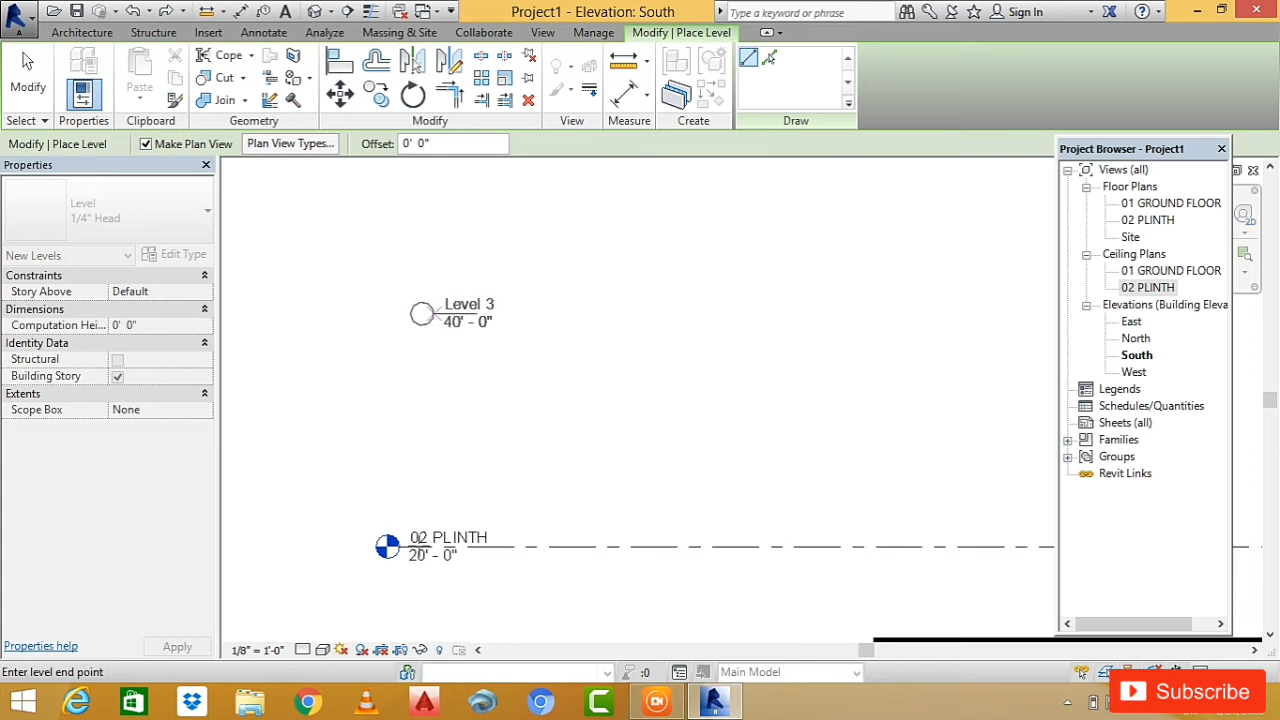 Project1 - Elevation: South
Type a keyword or phrase
Sign In
Architecture Structure Insert Annotate Analyze Massing & Site Collaborate View Manage Modify | Place Level
Modify
Paste
Cope
Cut
Join
Select Properties Clipboard Geometry Modify View Measure Create Draw
Modify | Place Level
Make Plan View
Plan View Types...
Offset: 0' 0"
Properties
Level
1/4" Head
New Levels
Edit Type
Constraints
Story Above Default
Dimensions
Computation Hei... 0' 0"
Identity Data
Structural
Building Story
Extents
Scope Box None
Properties help
Apply
Level 3
40' - 0"
02 PLINTH
20' - 0"
Project Browser - Project1
Views (all)
Floor Plans
01 GROUND FLOOR
02 PLINTH
Site
Ceiling Plans
01 GROUND FLOOR
02 PLINTH
Elevations (Building Eleva
East
North
South
West
Legends
Schedules/Quantities
Sheets (all)
Families
Groups
Revit Links
2D
1/8" = 1'-0"
Enter level end point
:0
Main Model
Subscribe